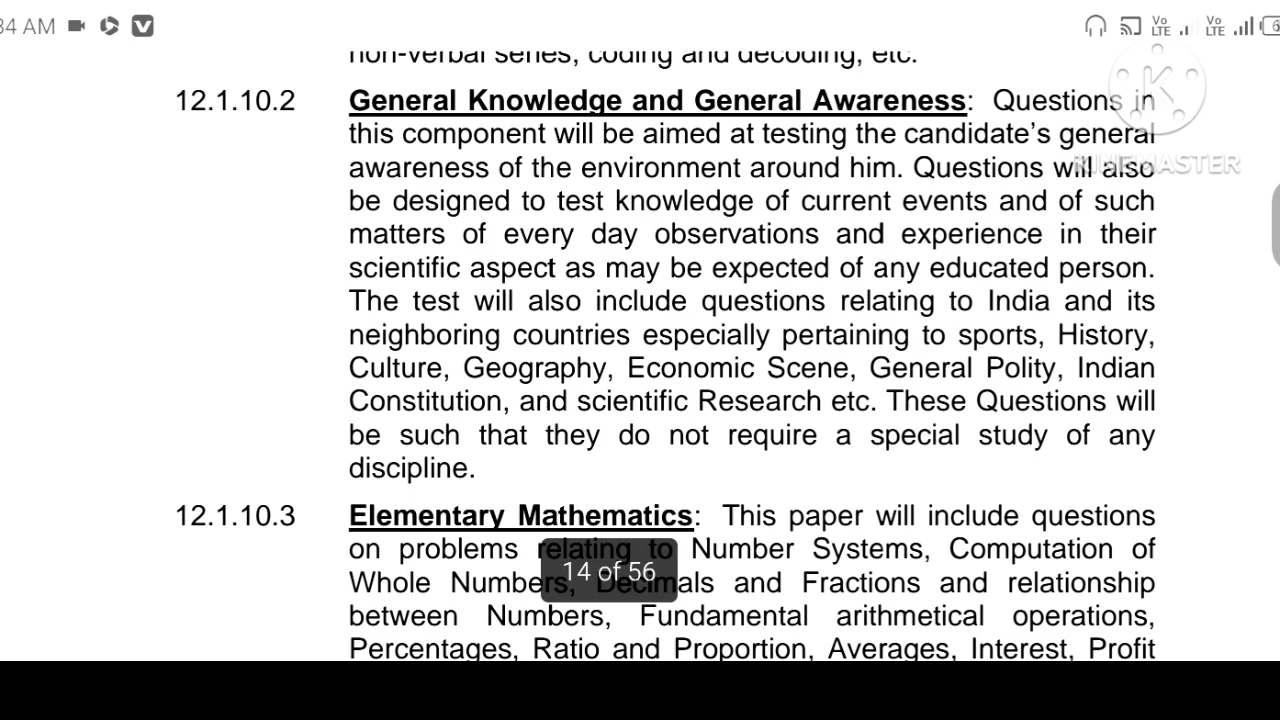 34 AM
Vo LTE Vo LTE 6
non-verbal series, coding and decoding, etc.
12.1.10.2 General Knowledge and General Awareness: Questions in
this component will be aimed at testing the candidate's general
awareness of the environment around him. Questions will also
KINEMASTER
be designed to test knowledge of current events and of such
matters of every day observations and experience in their
scientific aspect as may be expected of any educated person.
The test will also include questions relating to India and its
neighboring countries especially pertaining to sports, History,
Culture, Geography, Economic Scene, General Polity, Indian
Constitution, and scientific Research etc. These Questions will
be such that they do not require a special study of any
discipline.
12.1.10.3 Elementary Mathematics: This paper will include questions
on problems relating to Number Systems, Computation of
14 of 56
Whole Numbers, Decimals and Fractions and relationship
between Numbers, Fundamental arithmetical operations,
Percentages, Ratio and Proportion, Averages, Interest, Profit